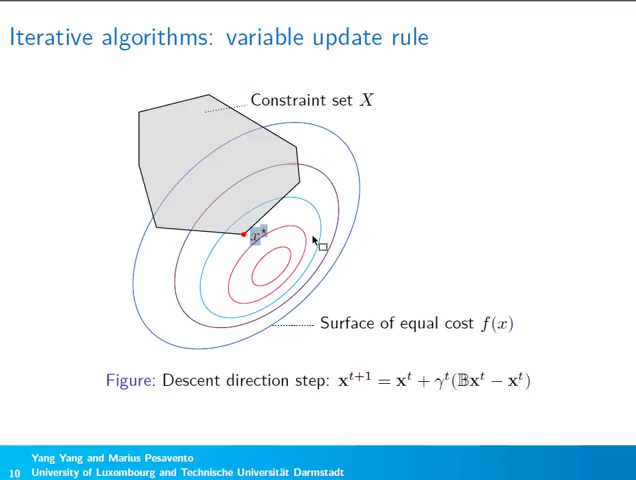 Iterative algorithms: variable update rule
Constraint set X
x⋆
Surface of equal cost f(x)
Figure: Descent direction step: x^{t+1} = x^t + γ^t(𝔹x^t − x^t)
Yang Yang and Marius Pesavento
10 University of Luxembourg and Technische Universität Darmstadt